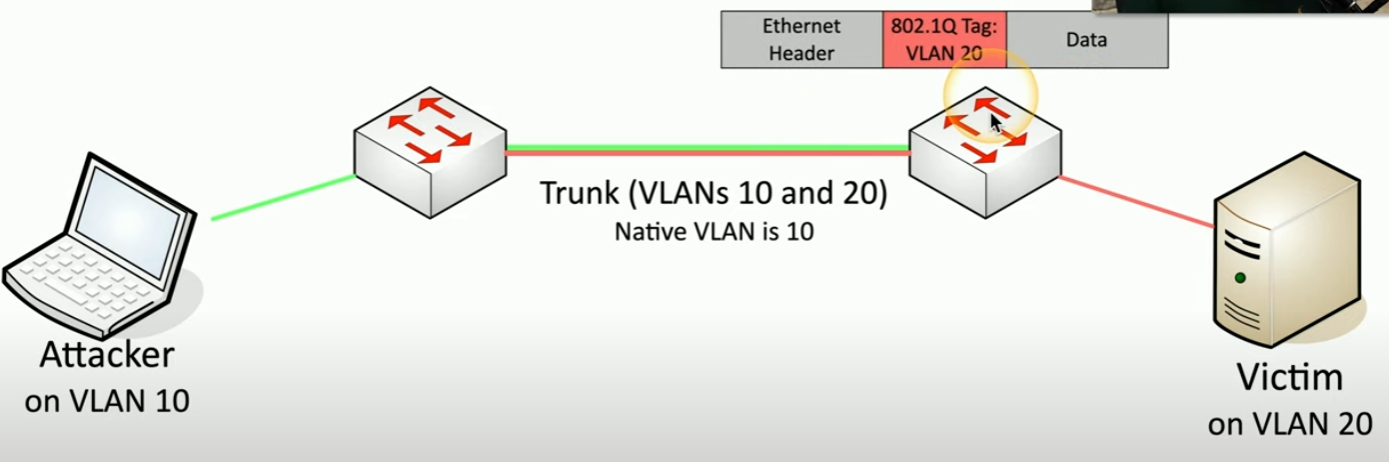 Ethernet
Header
802.1Q Tag:
VLAN 20
Data
Trunk (VLANs 10 and 20)
Native VLAN is 10
Attacker
on VLAN 10
Victim
on VLAN 20